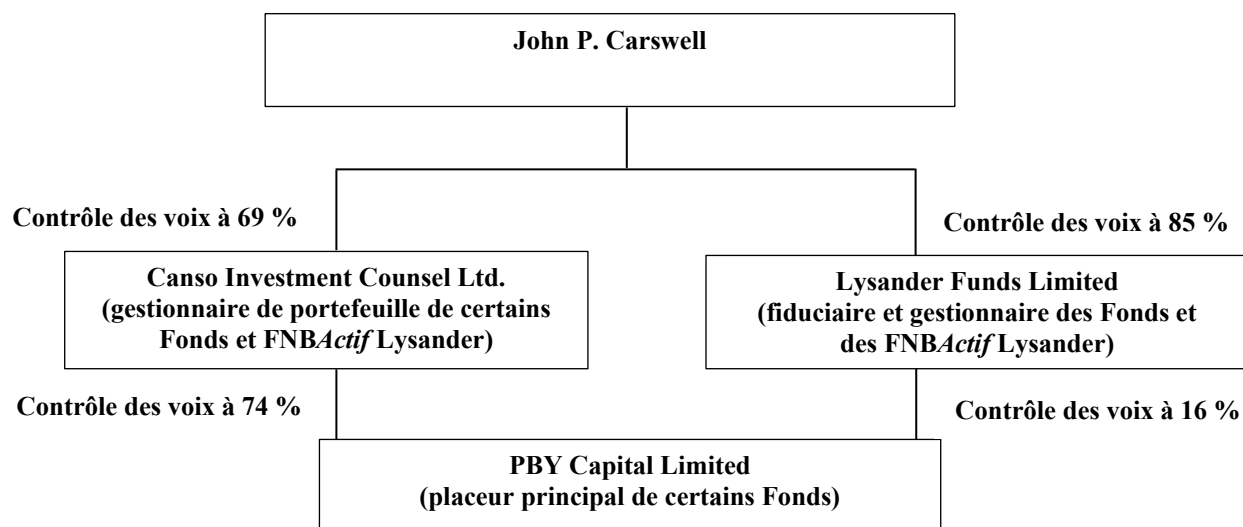 John P. Carswell
Contrôle des voix à 69 %
Contrôle des voix à 85 %
Canso Investment Counsel Ltd.
(gestionnaire de portefeuille de certains
Fonds et FNBActif Lysander)
Lysander Funds Limited
(fiduciaire et gestionnaire des Fonds et
des FNBActif Lysander)
Contrôle des voix à 74 %
Contrôle des voix à 16 %
PBY Capital Limited
(placeur principal de certains Fonds)